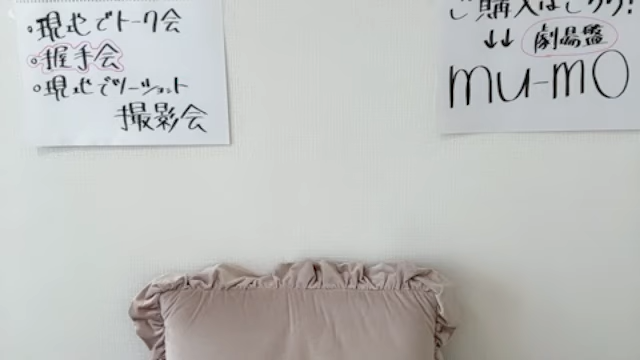 ・現地でトーク会
・握手会
・現地でツーショット
撮影会
ご購入はこちら!
↓↓ 劇場盤
mu-mo